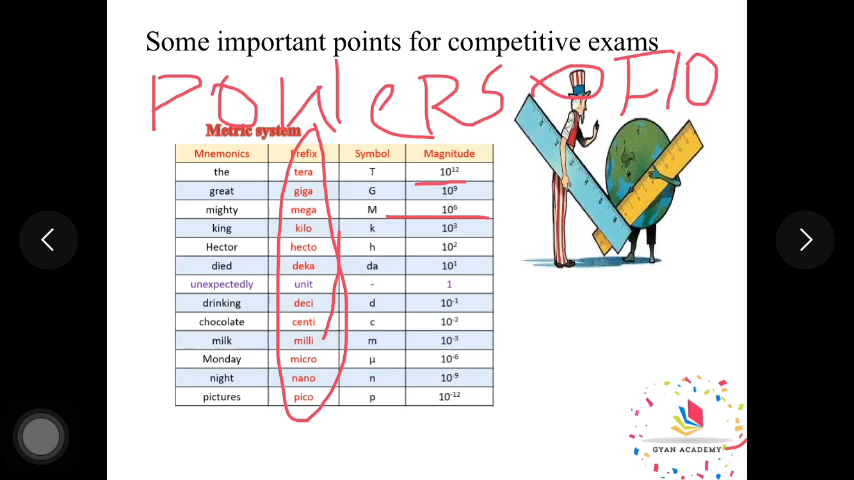 Some important points for competitive exams
POWERS OF 10
Metric system
Mnemonics Prefix Symbol Magnitude
the tera T 10¹²
great giga G 10⁹
mighty mega M 10⁶
king kilo k 10³
Hector hecto h 10²
died deka da 10¹
unexpectedly unit - 1
drinking deci d 10⁻¹
chocolate centi c 10⁻²
milk milli m 10⁻³
Monday micro μ 10⁻⁶
night nano n 10⁻⁹
pictures pico p 10⁻¹²
GYAN ACADEMY